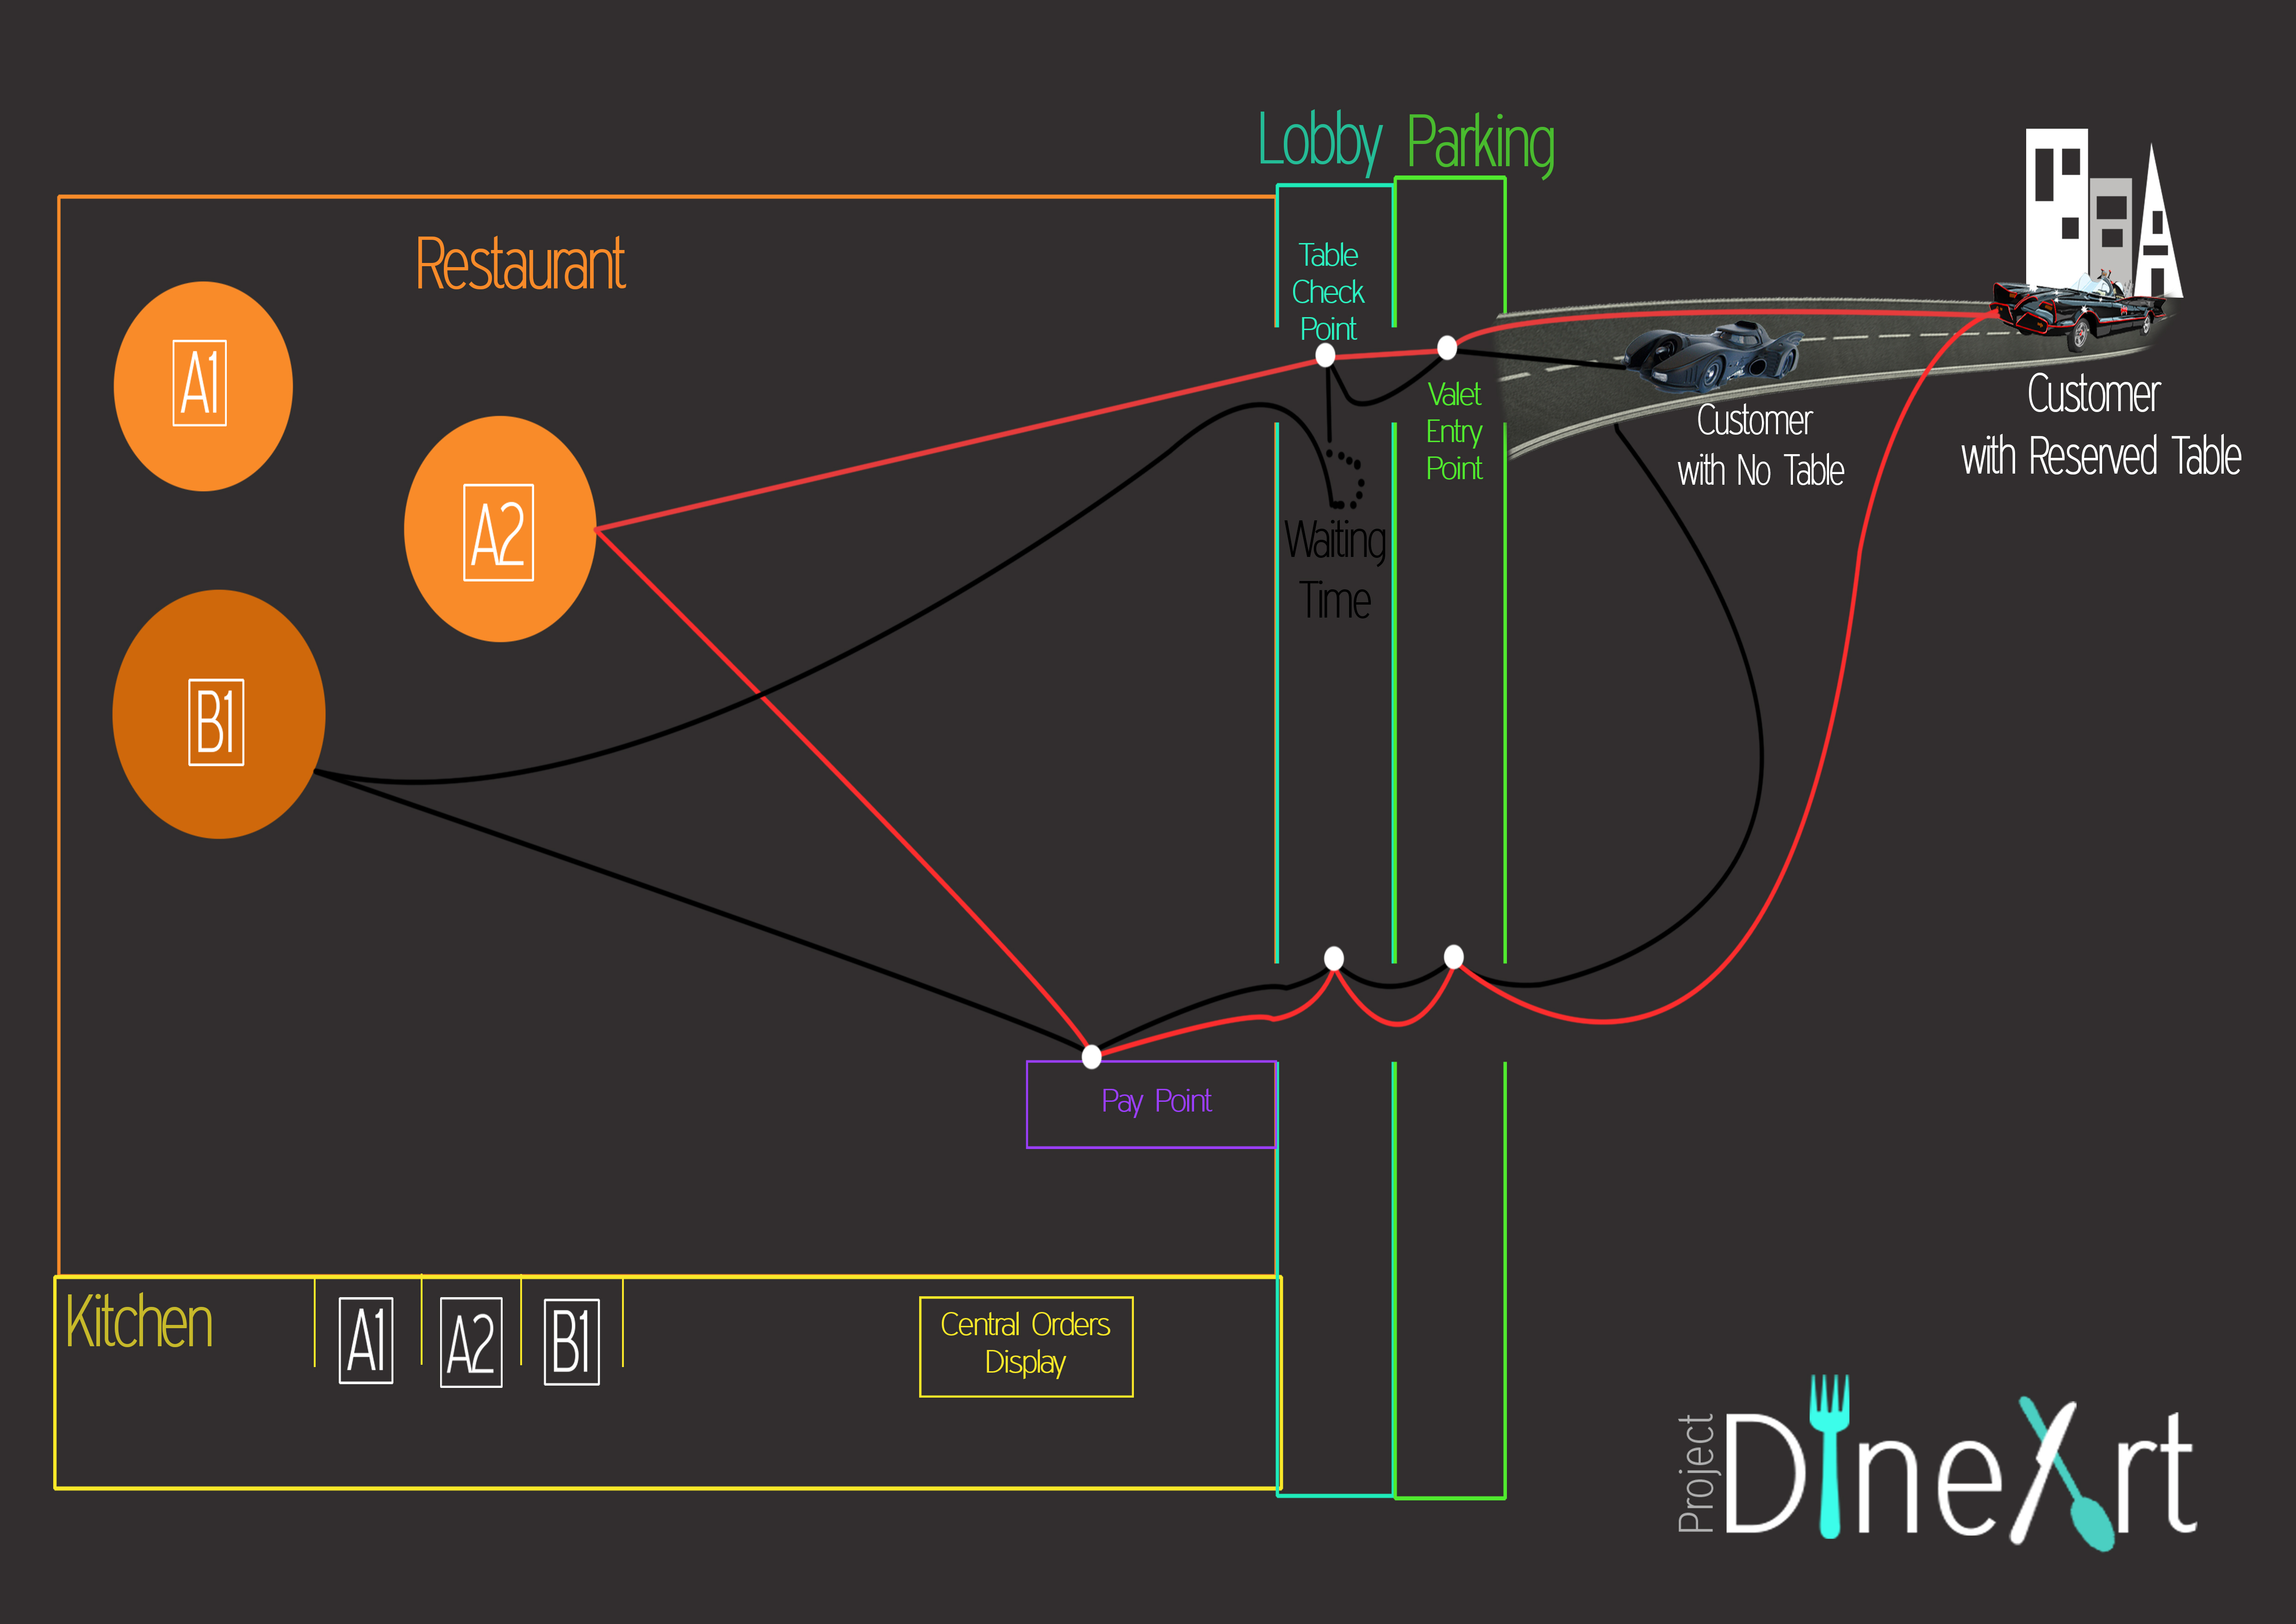 Lobby
Parking
Restaurant
Table
Check
Point
A1
A2
B1
Valet
Entry
Point
Customer
with No Table
Customer
with Reserved Table
Waiting
Time
Pay Point
Kitchen
A1
A2
B1
Central Orders
Display
Project
DineArt